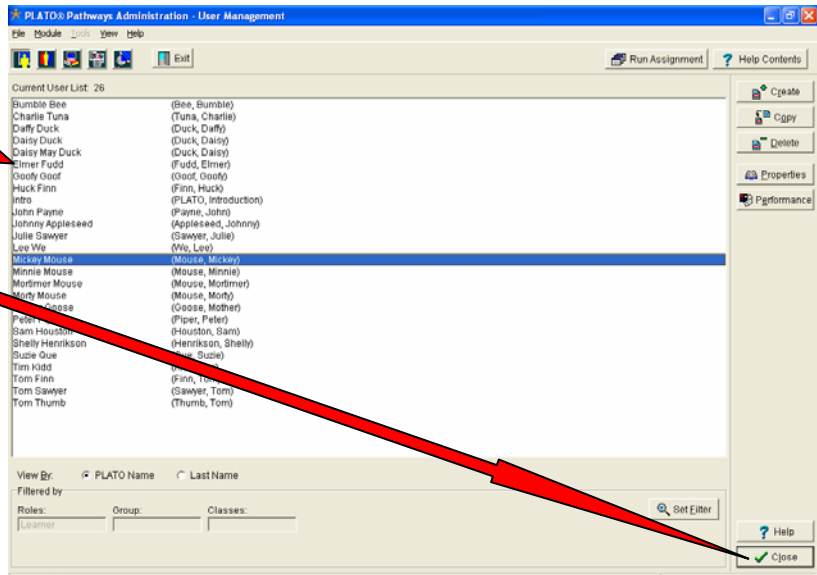 PLATO® Pathways Administration - User Management
File Module Tools View Help
Exit Run Assignment ? Help Contents
Current User List: 26
Create
Copy
Delete
Properties
Performance
Bumble Bee (Bee, Bumble)
Charlie Tuna (Tuna, Charlie)
Daffy Duck (Duck, Daffy)
Daisy Duck (Duck, Daisy)
Daisy May Duck (Duck, Daisy)
Elmer Fudd (Fudd, Elmer)
Goofy Goof (Goof, Goofy)
Huck Finn (Finn, Huck)
intro (PLATO, Introduction)
John Payne (Payne, John)
Johnny Appleseed (Appleseed, Johnny)
Julie Sawyer (Sawyer, Julie)
Lee We (We, Lee)
Mickey Mouse (Mouse, Mickey)
Minnie Mouse (Mouse, Minnie)
Mortimer Mouse (Mouse, Mortimer)
Morty Mouse (Mouse, Morty)
Goose (Goose, Mother)
Peter (Piper, Peter)
Sam Houston (Houston, Sam)
Shelly Henrikson (Henrikson, Shelly)
Suzie Que Suzie)
Tim Kidd
Tom Finn (Finn,
Tom Sawyer (Sawyer, Tom)
Tom Thumb (Thumb, Tom)
View By: PLATO Name Last Name
Filtered by
Roles: Group: Classes:
Learner
Set Filter
? Help
Close